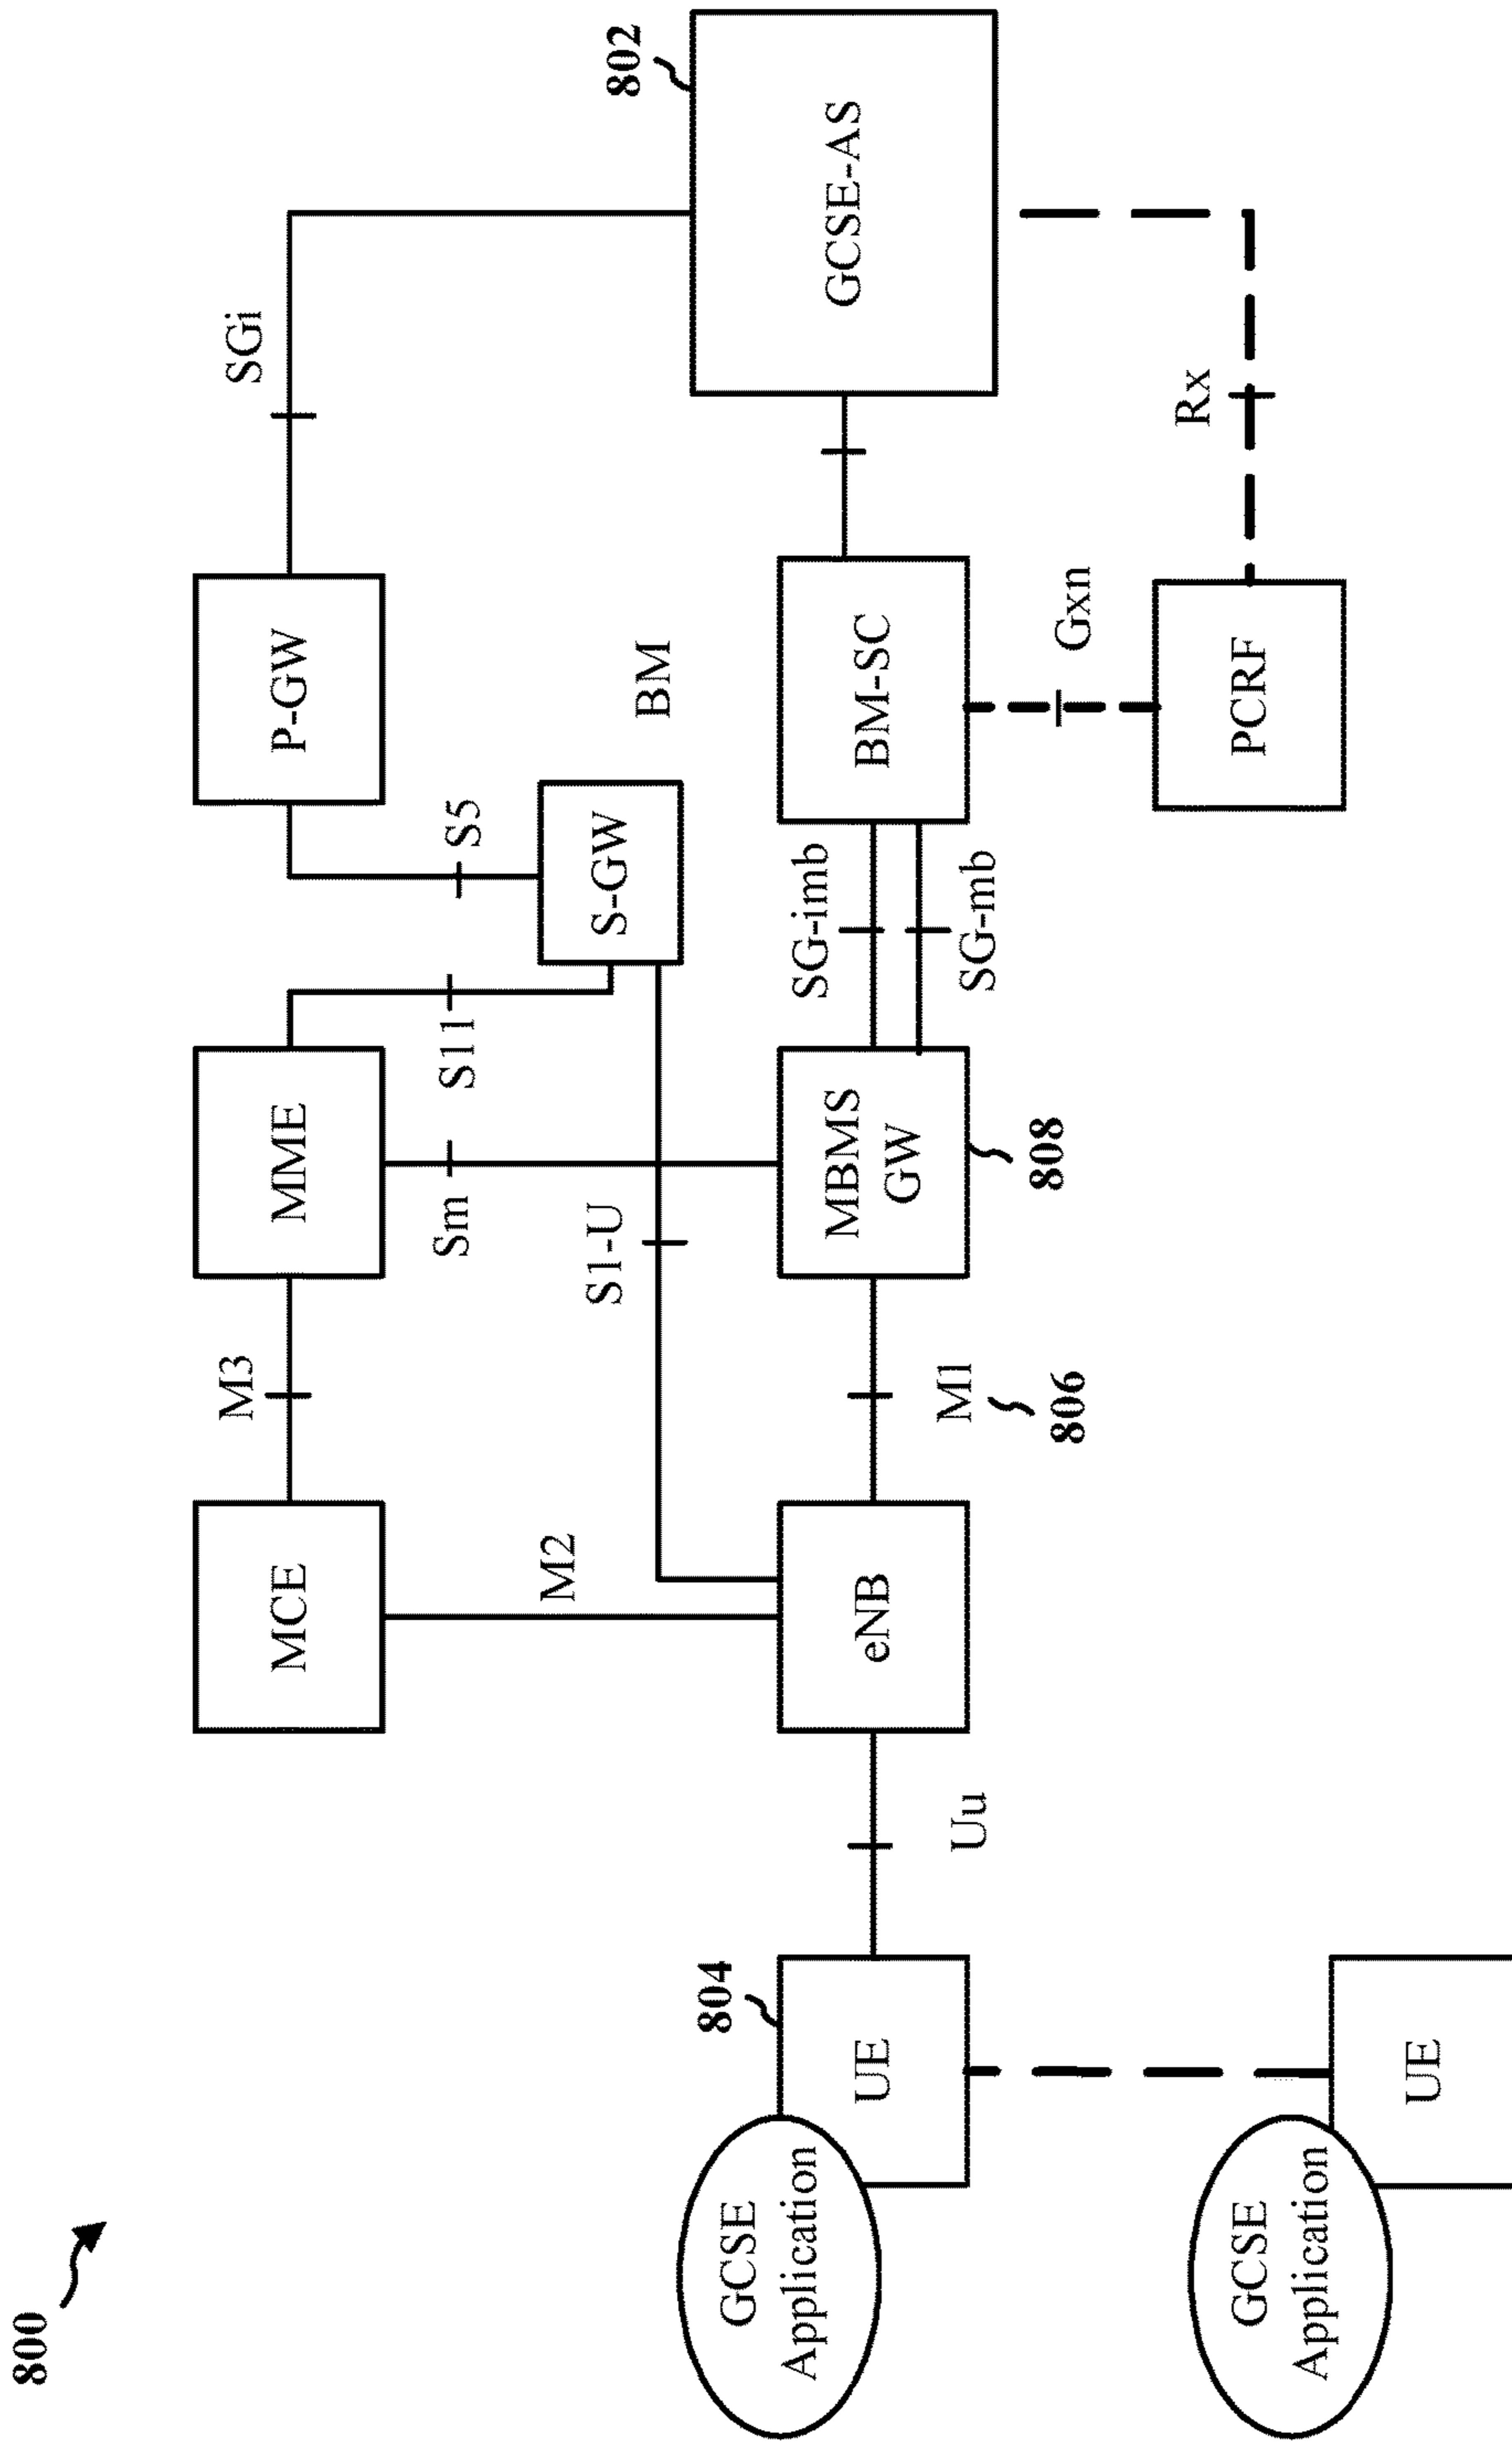 800
MCE
M3
MME
P-GW
SGi
M2
Sm
S11
S5
S-GW
S1-U
BM
802
GCSE-AS
804
GCSE
Application
UE
Uu
eNB
M1
806
MBMS
GW
808
SG-imb
SG-mb
BM-SC
Gxn
Rx
PCRF
GCSE
Application
UE